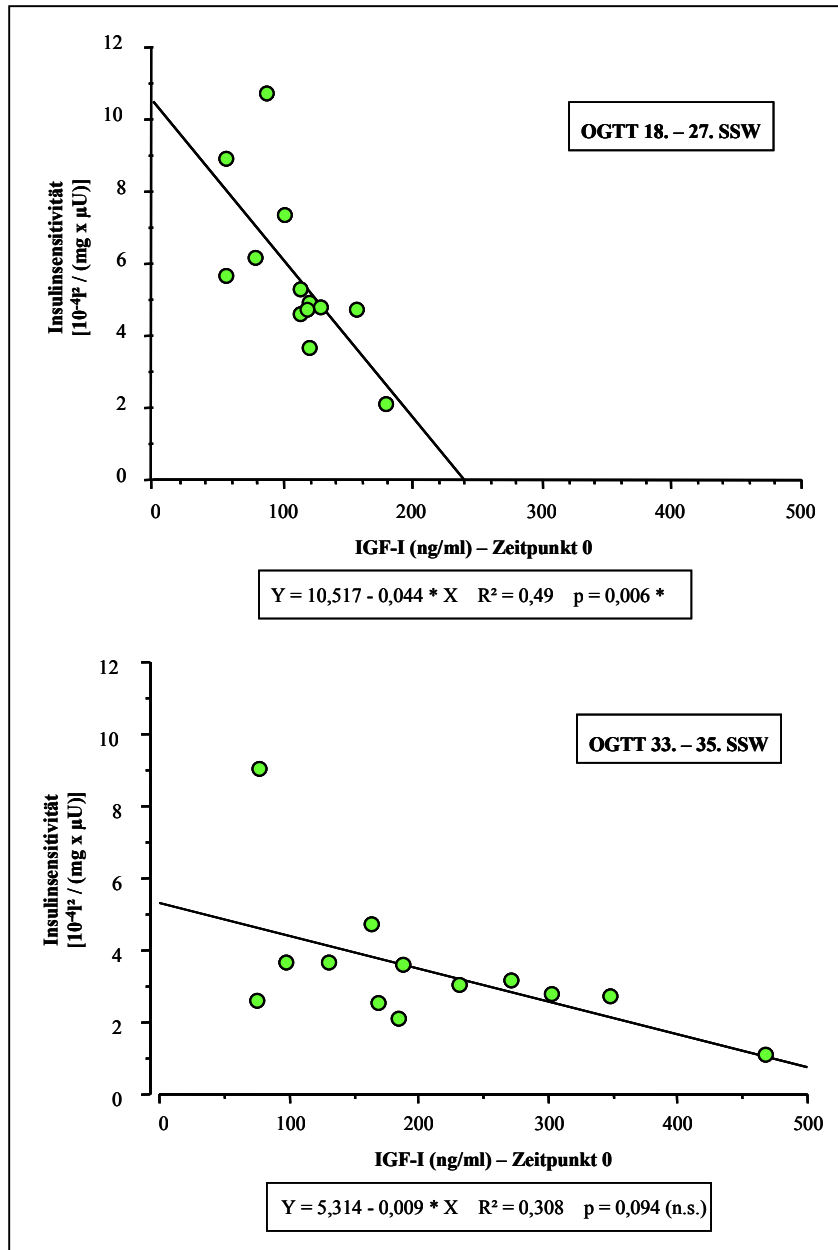 12
10
8
6
4
2
0
Insulinsensitivität
[10⁻⁴l² / (mg x µU)]
OGTT 18. – 27. SSW
0 100 200 300 400 500
IGF-I (ng/ml) – Zeitpunkt 0
Y = 10,517 - 0,044 * X R² = 0,49 p = 0,006 *
12
10
8
6
4
2
0
Insulinsensitivität
[10⁻⁴l² / (mg x µU)]
OGTT 33. – 35. SSW
0 100 200 300 400 500
IGF-I (ng/ml) – Zeitpunkt 0
Y = 5,314 - 0,009 * X R² = 0,308 p = 0,094 (n.s.)